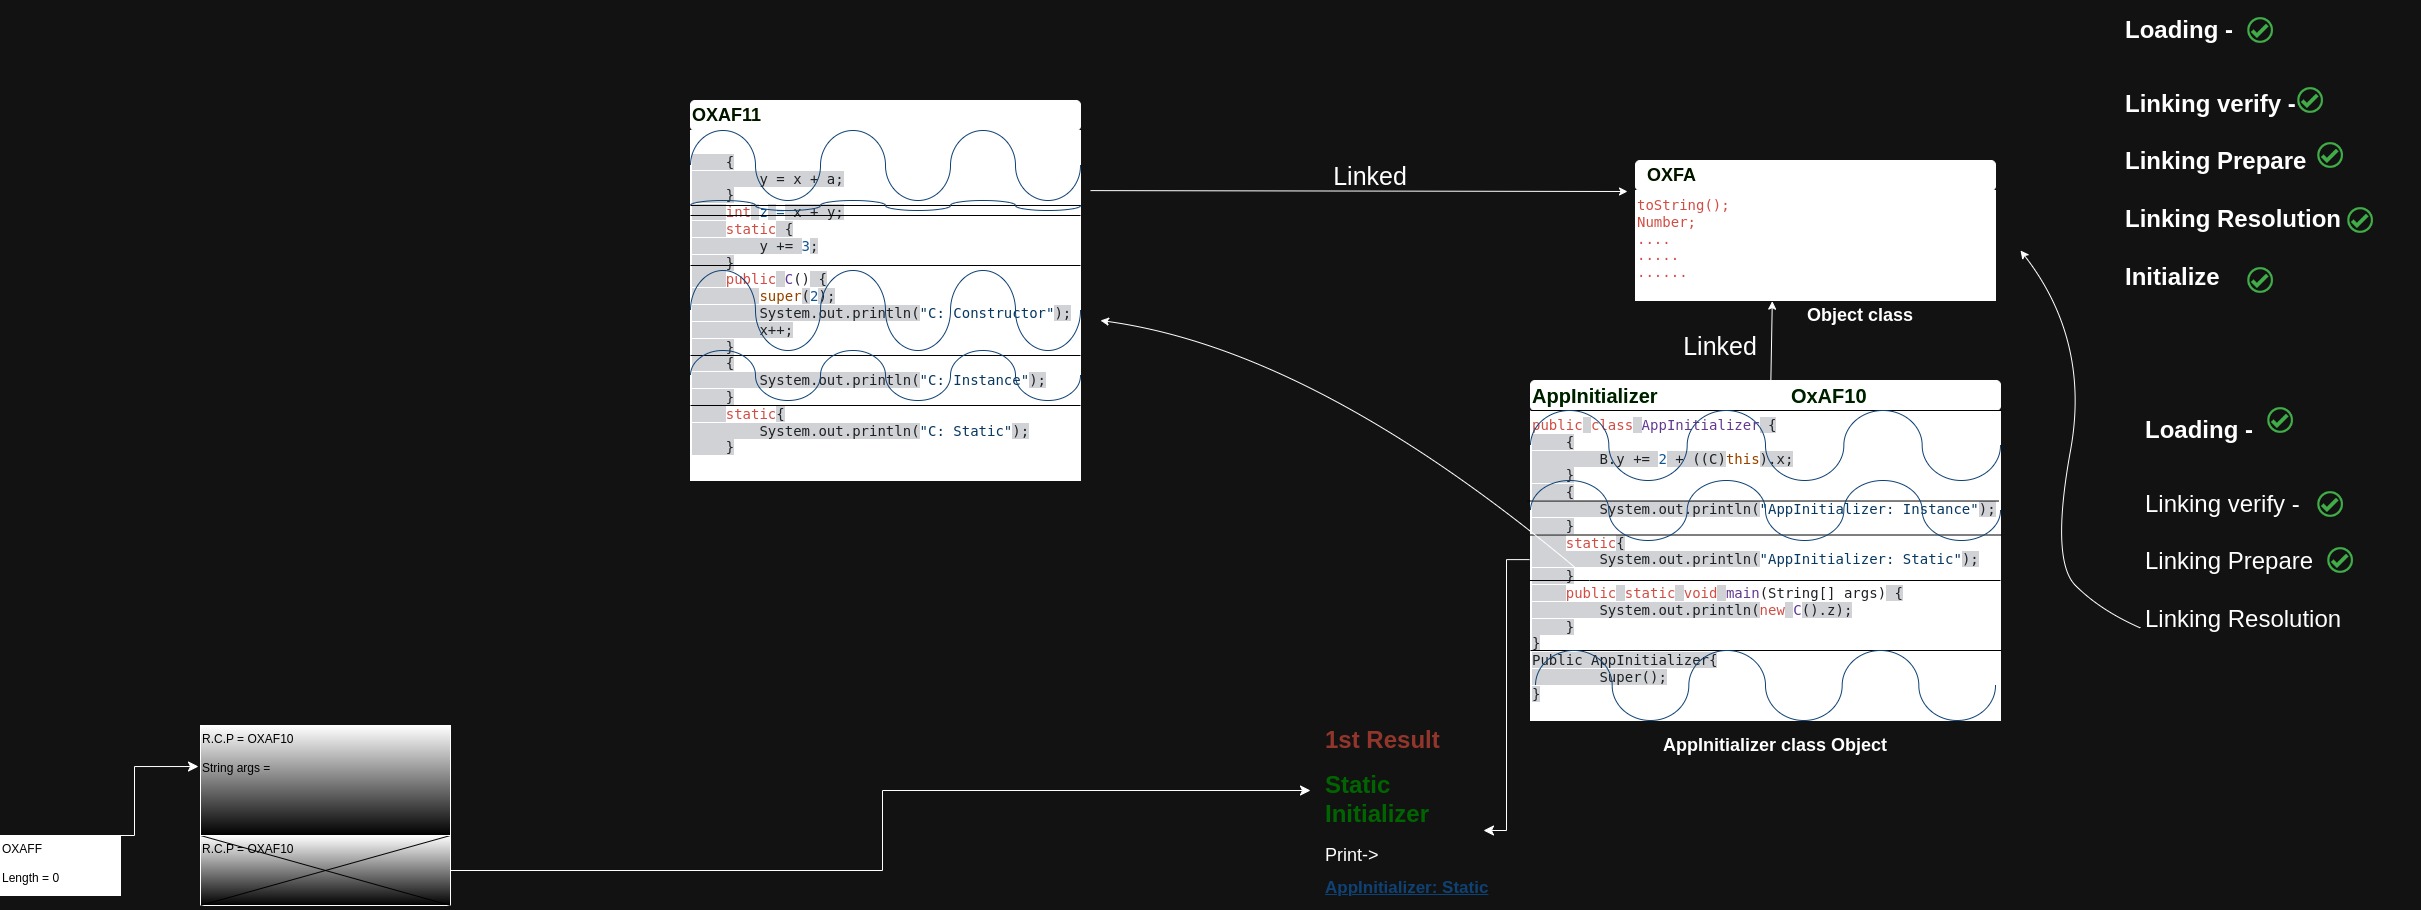 Loading -
Linking verify -
Linking Prepare
Linking Resolution
Initialize
OXAF11
{
y = x + a;
}
int z = x + y;
static {
y += 3;
}
public C() {
super(2);
System.out.println("C: Constructor");
x++;
}
{
System.out.println("C: Instance");
}
static{
System.out.println("C: Static");
}
Linked
OXFA
toString();
Number;
....
.....
......
Object class
Linked
AppInitializer OxAF10
public class AppInitializer {
{
B.y += 2 + ((C)this).x;
}
{
System.out.println("AppInitializer: Instance");
}
static{
System.out.println("AppInitializer: Static");
}
public static void main(String[] args) {
System.out.println(new C().z);
}
}
Public AppInitializer{
Super();
}
AppInitializer class Object
Loading -
Linking verify -
Linking Prepare
Linking Resolution
R.C.P = OXAF10
String args =
R.C.P = OXAF10
OXAFF
Length = 0
1st Result
Static
Initializer
Print->
AppInitializer: Static